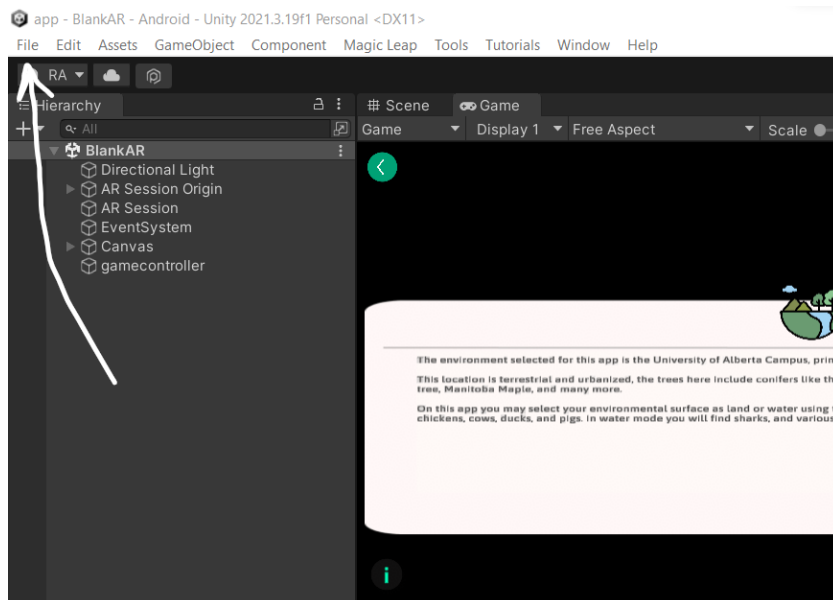 app - BlankAR - Android - Unity 2021.3.19f1 Personal <DX11>
File Edit Assets GameObject Component Magic Leap Tools Tutorials Window Help
RA
Hierarchy
All
BlankAR
Directional Light
AR Session Origin
AR Session
EventSystem
Canvas
gamecontroller
Scene Game
Game Display 1 Free Aspect Scale
The environment selected for this app is the University of Alberta Campus,
This location is terrestrial and urbanized, the trees here include conifers like
tree, Manitoba Maple, and many more.
On this app you may select your environmental surface as land or water using
chickens, cows, ducks, and pigs. In water mode you will find sharks, and various
i